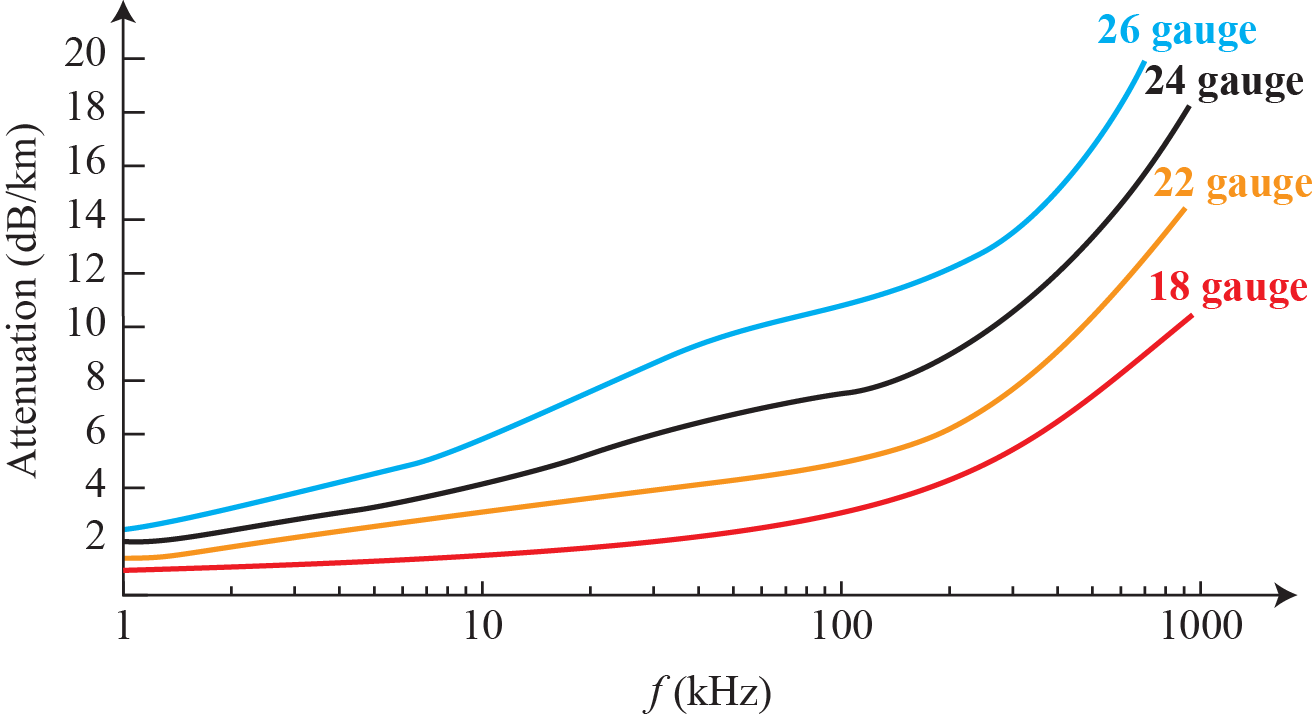 26 gauge
24 gauge
22 gauge
18 gauge
Attenuation (dB/km)
20
18
16
14
12
10
8
6
4
2
1 10 100 1000
f (kHz)